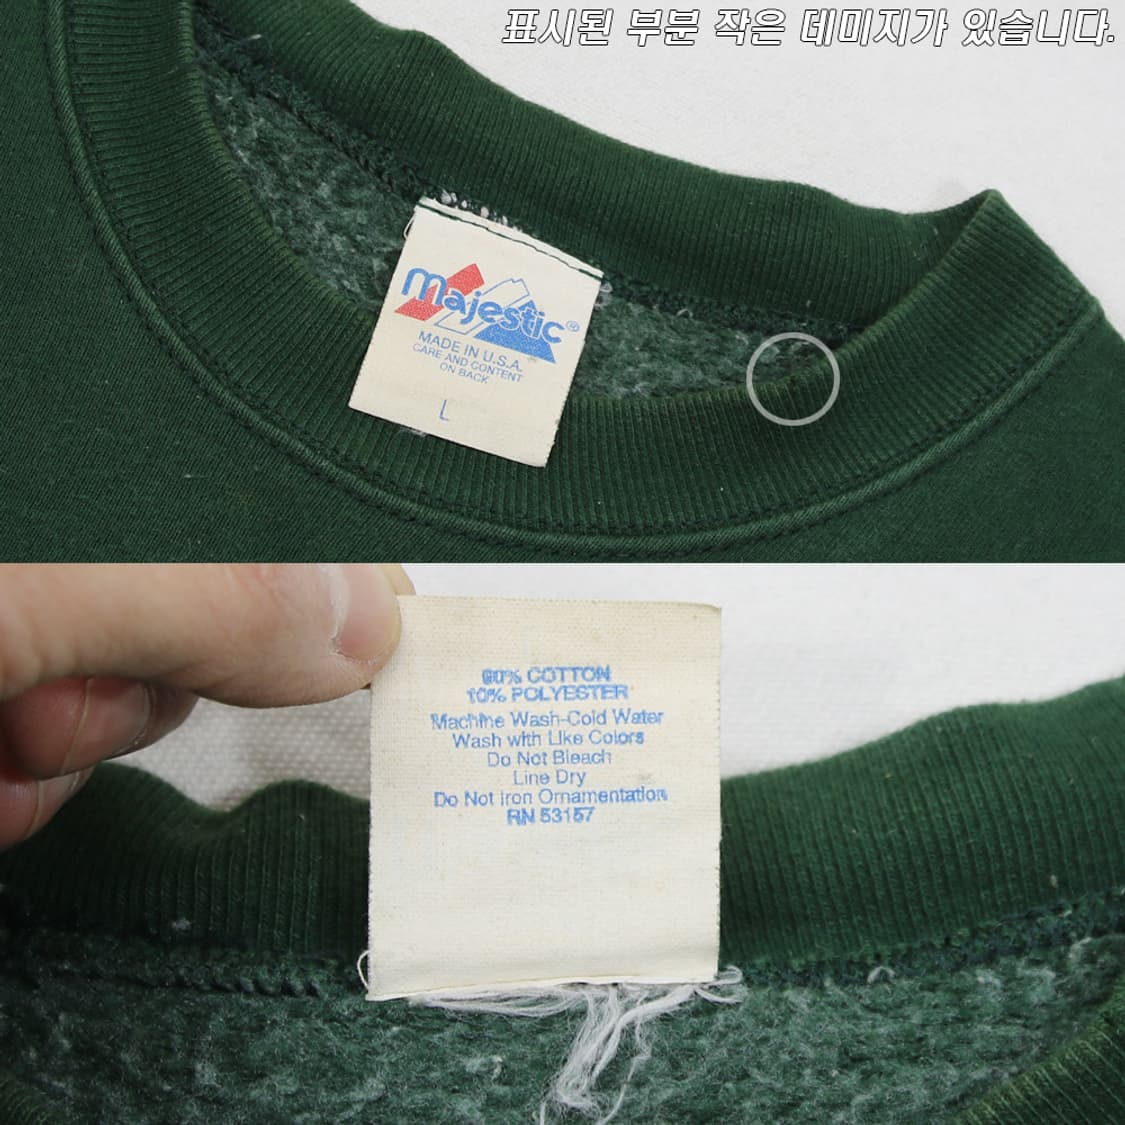 표시된 부분 작은 데미지가 있습니다.
majestic®
MADE IN U.S.A.
CARE AND CONTENT
ON BACK
L
90% COTTON
10% POLYESTER
Machine Wash-Cold Water
Wash with Like Colors
Do Not Bleach
Line Dry
Do Not Iron Ornamentation
RN 53157